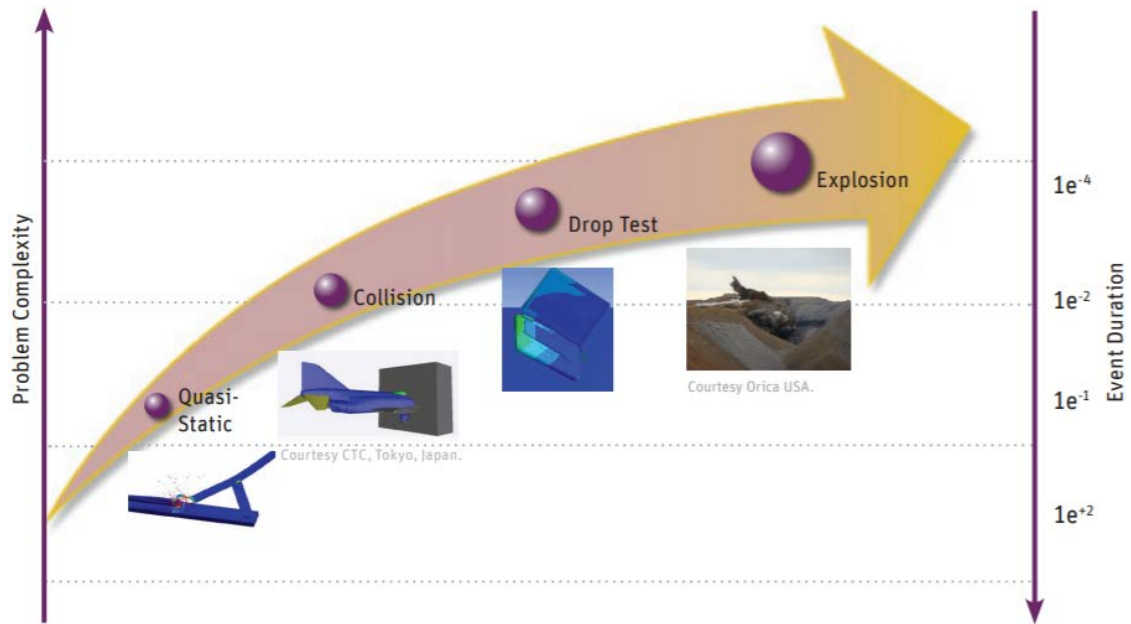 Problem Complexity
Explosion
1e-4
Drop Test
Collision
1e-2
Courtesy Orica USA.
Quasi-
Static
1e-1
Courtesy CTC, Tokyo, Japan.
1e+2
Event Duration